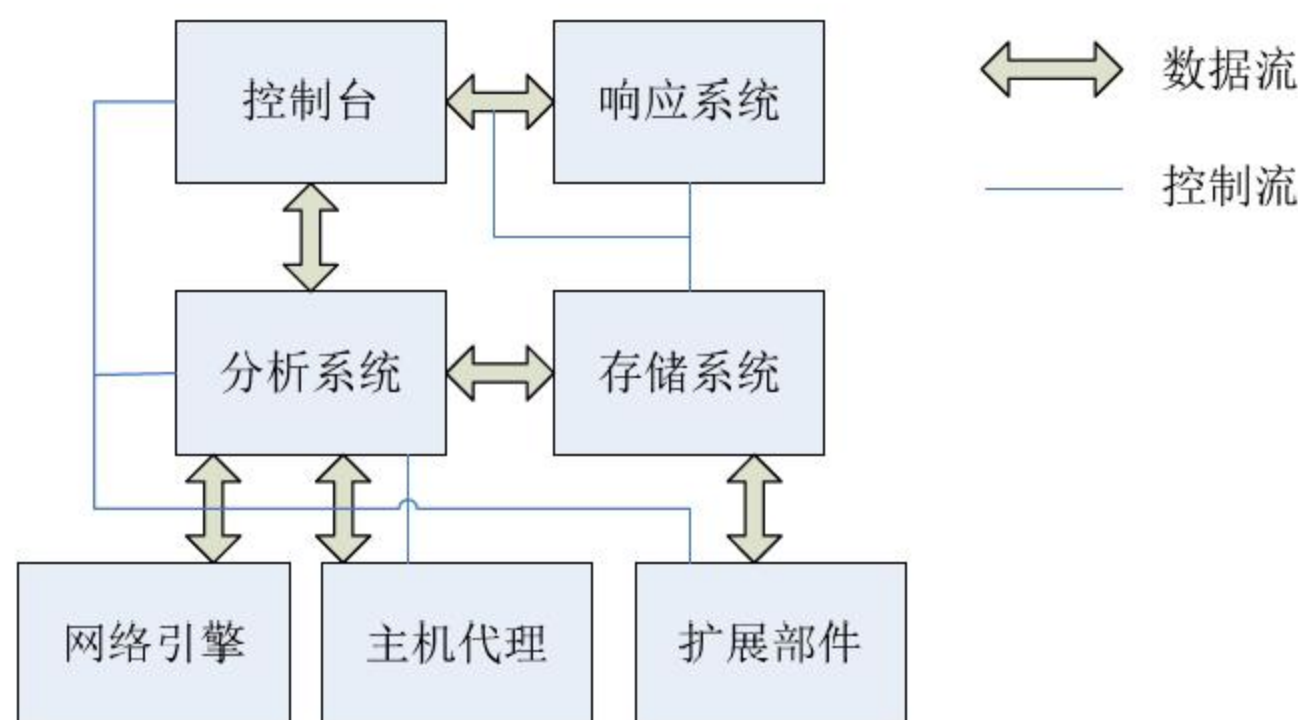 控制台
响应系统
数据流
控制流
分析系统
存储系统
网络引擎
主机代理
扩展部件